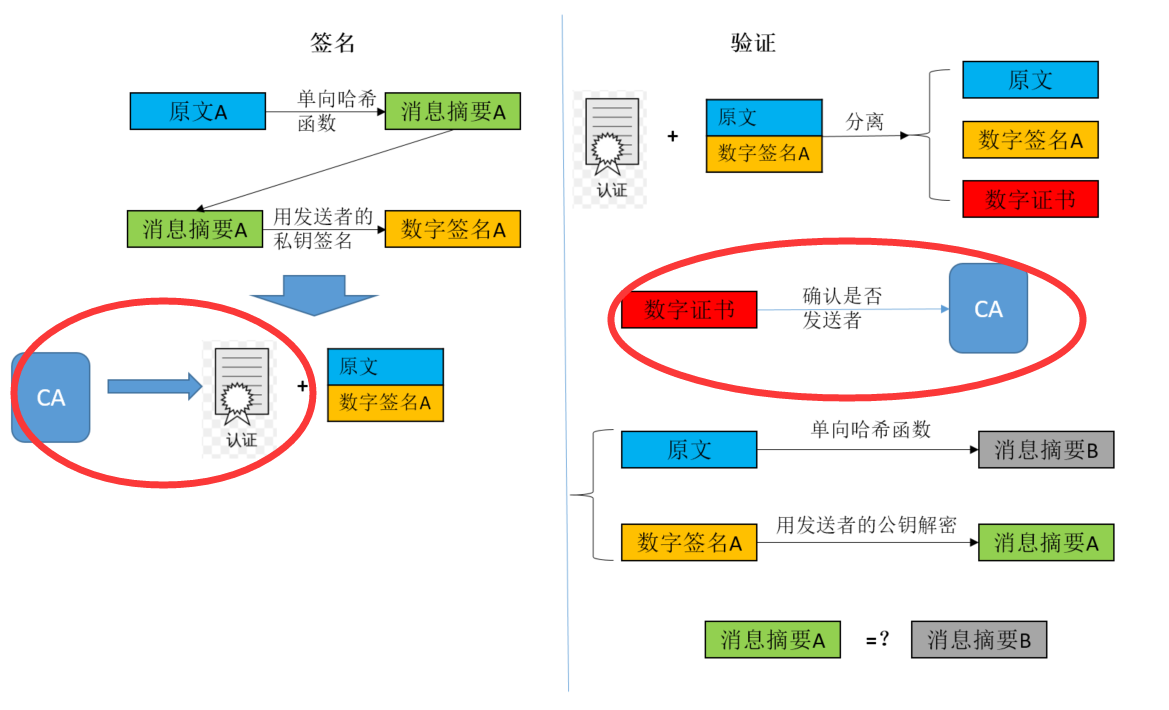 签名
原文A
单向哈希
函数
消息摘要A
消息摘要A
用发送者的
私钥签名
数字签名A
CA
认证
+
原文
数字签名A
验证
认证
+
原文
数字签名A
分离
原文
数字签名A
数字证书
数字证书
确认是否
发送者
CA
原文
单向哈希函数
消息摘要B
数字签名A
用发送者的公钥解密
消息摘要A
消息摘要A
=?
消息摘要B